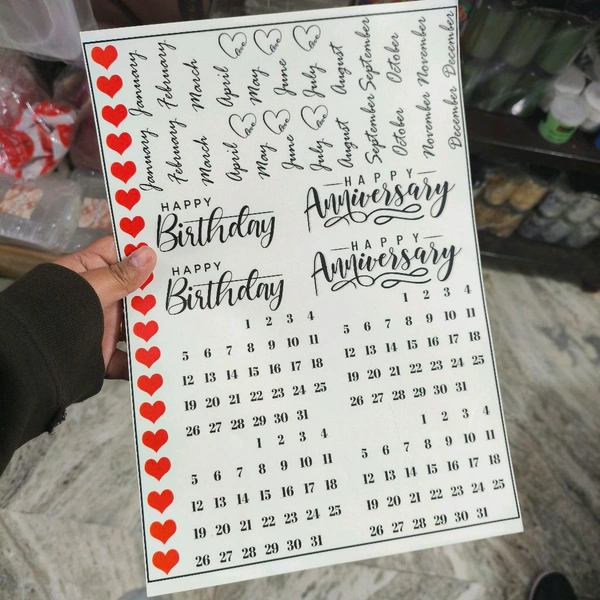 January
February
March
April
May
June
July
August
September
October
November
December
January
February
March
April
May
June
July
August
September
October
November
December
HAPPY
Birthday
HAPPY
Anniversary
HAPPY
Birthday
HAPPY
Anniversary
1 2 3 4
5 6 7 8 9 10 11
12 13 14 15 16 17 18
19 20 21 22 23 24 25
26 27 28 29 30 31
1 2 3 4
5 6 7 8 9 10 11
12 13 14 15 16 17 18
19 20 21 22 23 24 25
26 27 28 29 30 31
1 2 3 4
5 6 7 8 9 10 11
12 13 14 15 16 17 18
19 20 21 22 23 24 25
26 27 28 29 30 31
1 2 3 4
5 6 7 8 9 10 11
12 13 14 15 16 17 18
19 20 21 22 23 24 25
26 27 28 29 30 31